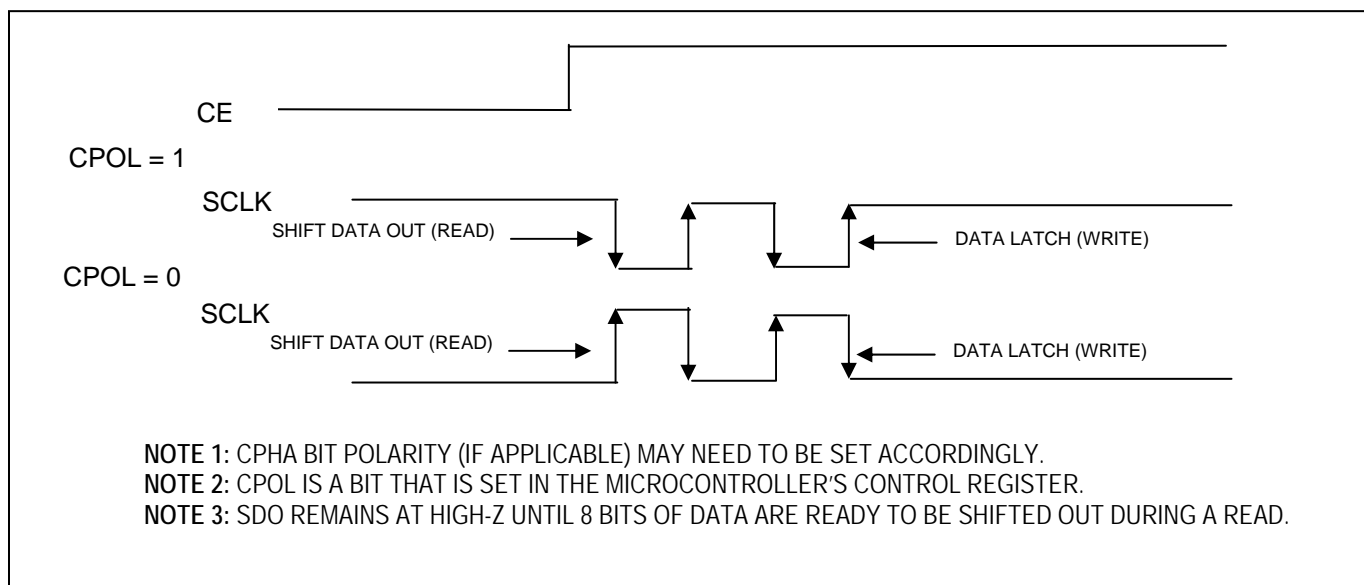 CE
CPOL = 1
SCLK
SHIFT DATA OUT (READ)
DATA LATCH (WRITE)
CPOL = 0
SCLK
SHIFT DATA OUT (READ)
DATA LATCH (WRITE)
NOTE 1: CPHA BIT POLARITY (IF APPLICABLE) MAY NEED TO BE SET ACCORDINGLY.
NOTE 2: CPOL IS A BIT THAT IS SET IN THE MICROCONTROLLER'S CONTROL REGISTER.
NOTE 3: SDO REMAINS AT HIGH-Z UNTIL 8 BITS OF DATA ARE READY TO BE SHIFTED OUT DURING A READ.